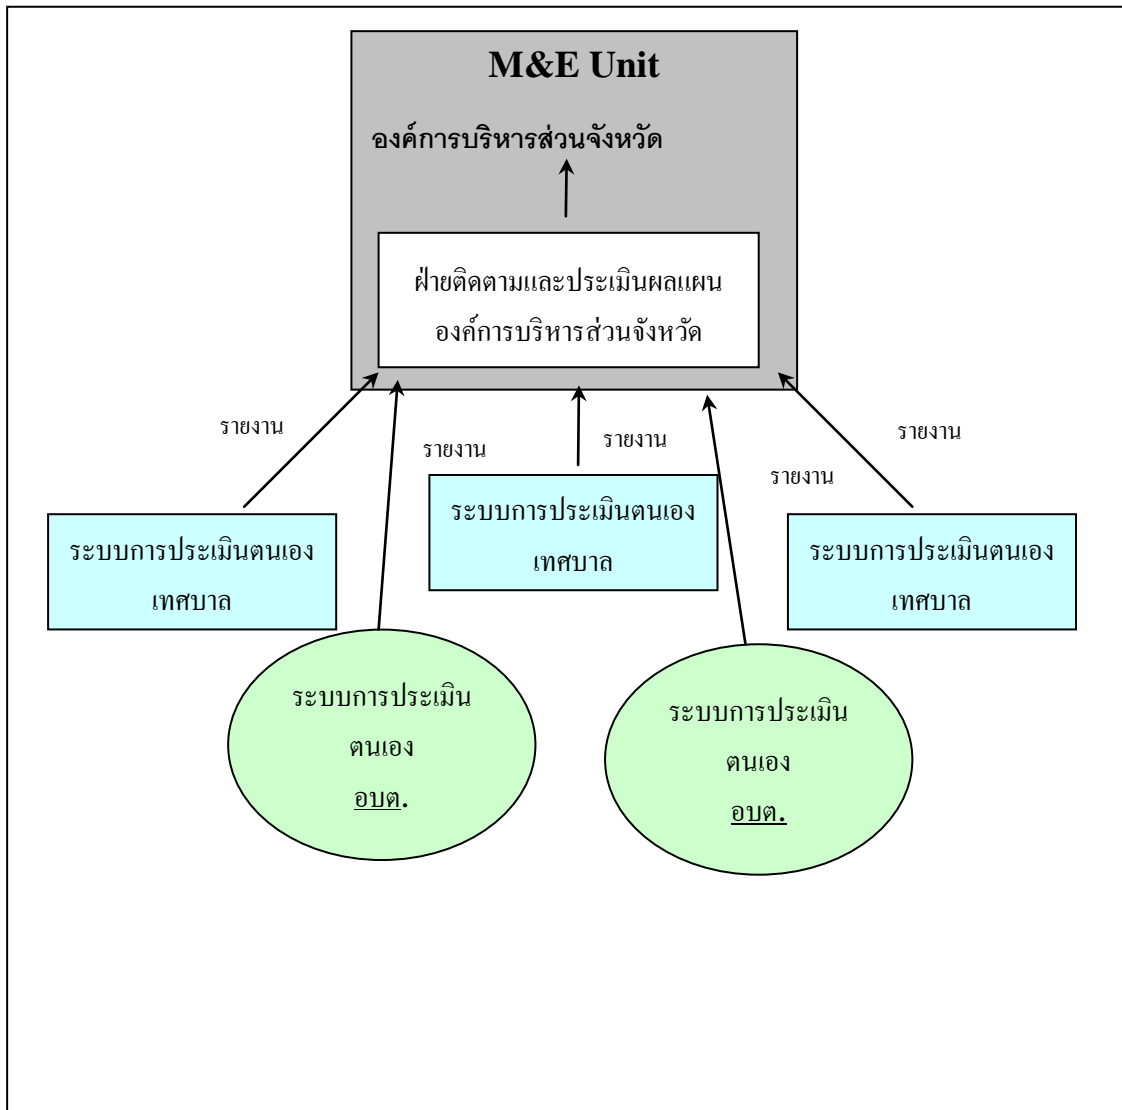 M&E Unit
องค์การบริหารส่วนจังหวัด
ฝ่ายติดตามและประเมินผลแผน
องค์การบริหารส่วนจังหวัด
รายงาน
รายงาน
รายงาน
รายงาน
รายงาน
ระบบการประเมินตนเอง
เทศบาล
ระบบการประเมินตนเอง
เทศบาล
ระบบการประเมินตนเอง
เทศบาล
ระบบการประเมิน
ตนเอง
อบต.
ระบบการประเมิน
ตนเอง
อบต.